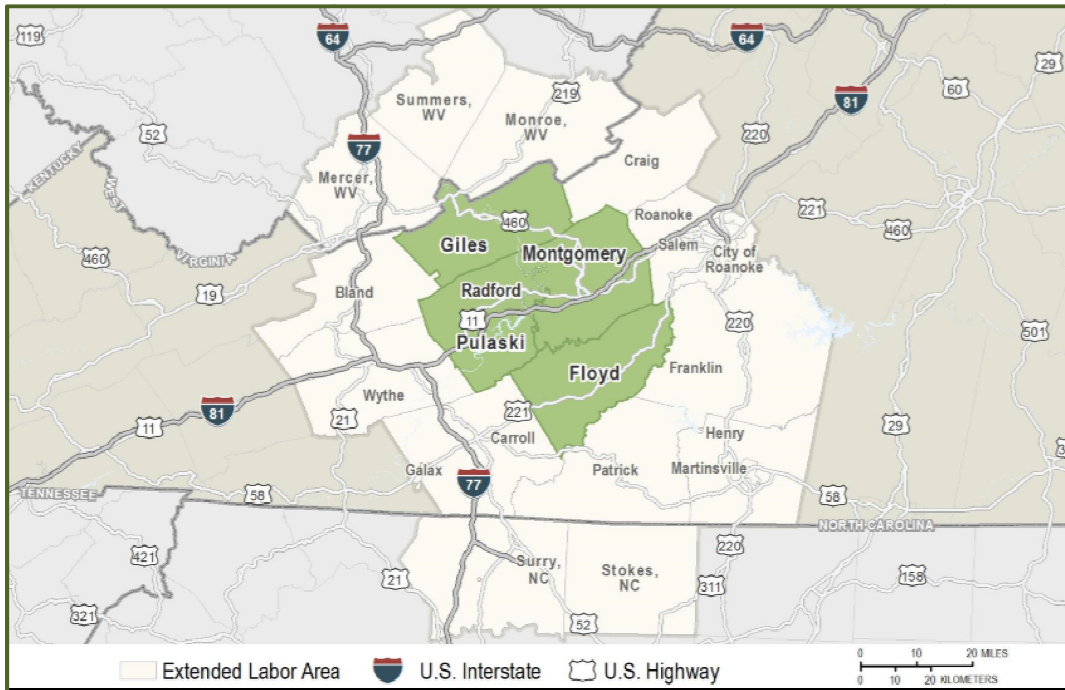 119
64
64
29
60
81
52
219
Summers,
WV
Monroe,
WV
220
77
Craig
KENTUCKY
WEST
VIRGINIA
Mercer,
WV
Roanoke
221
460
460
Giles
Montgomery
Salem
City of
Roanoke
460
19
Bland
Radford
11
Pulaski
220
501
Floyd
Franklin
Wythe
81
11
21
221
Carroll
Henry
29
Galax
Patrick
Martinsville
77
58
58
TENNESSEE
NORTH CAROLINA
421
220
21
Surry,
NC
Stokes,
NC
311
158
321
52
Extended Labor Area
U.S. Interstate
U.S. Highway
0 10 20 MILES
0 10 20 KILOMETERS